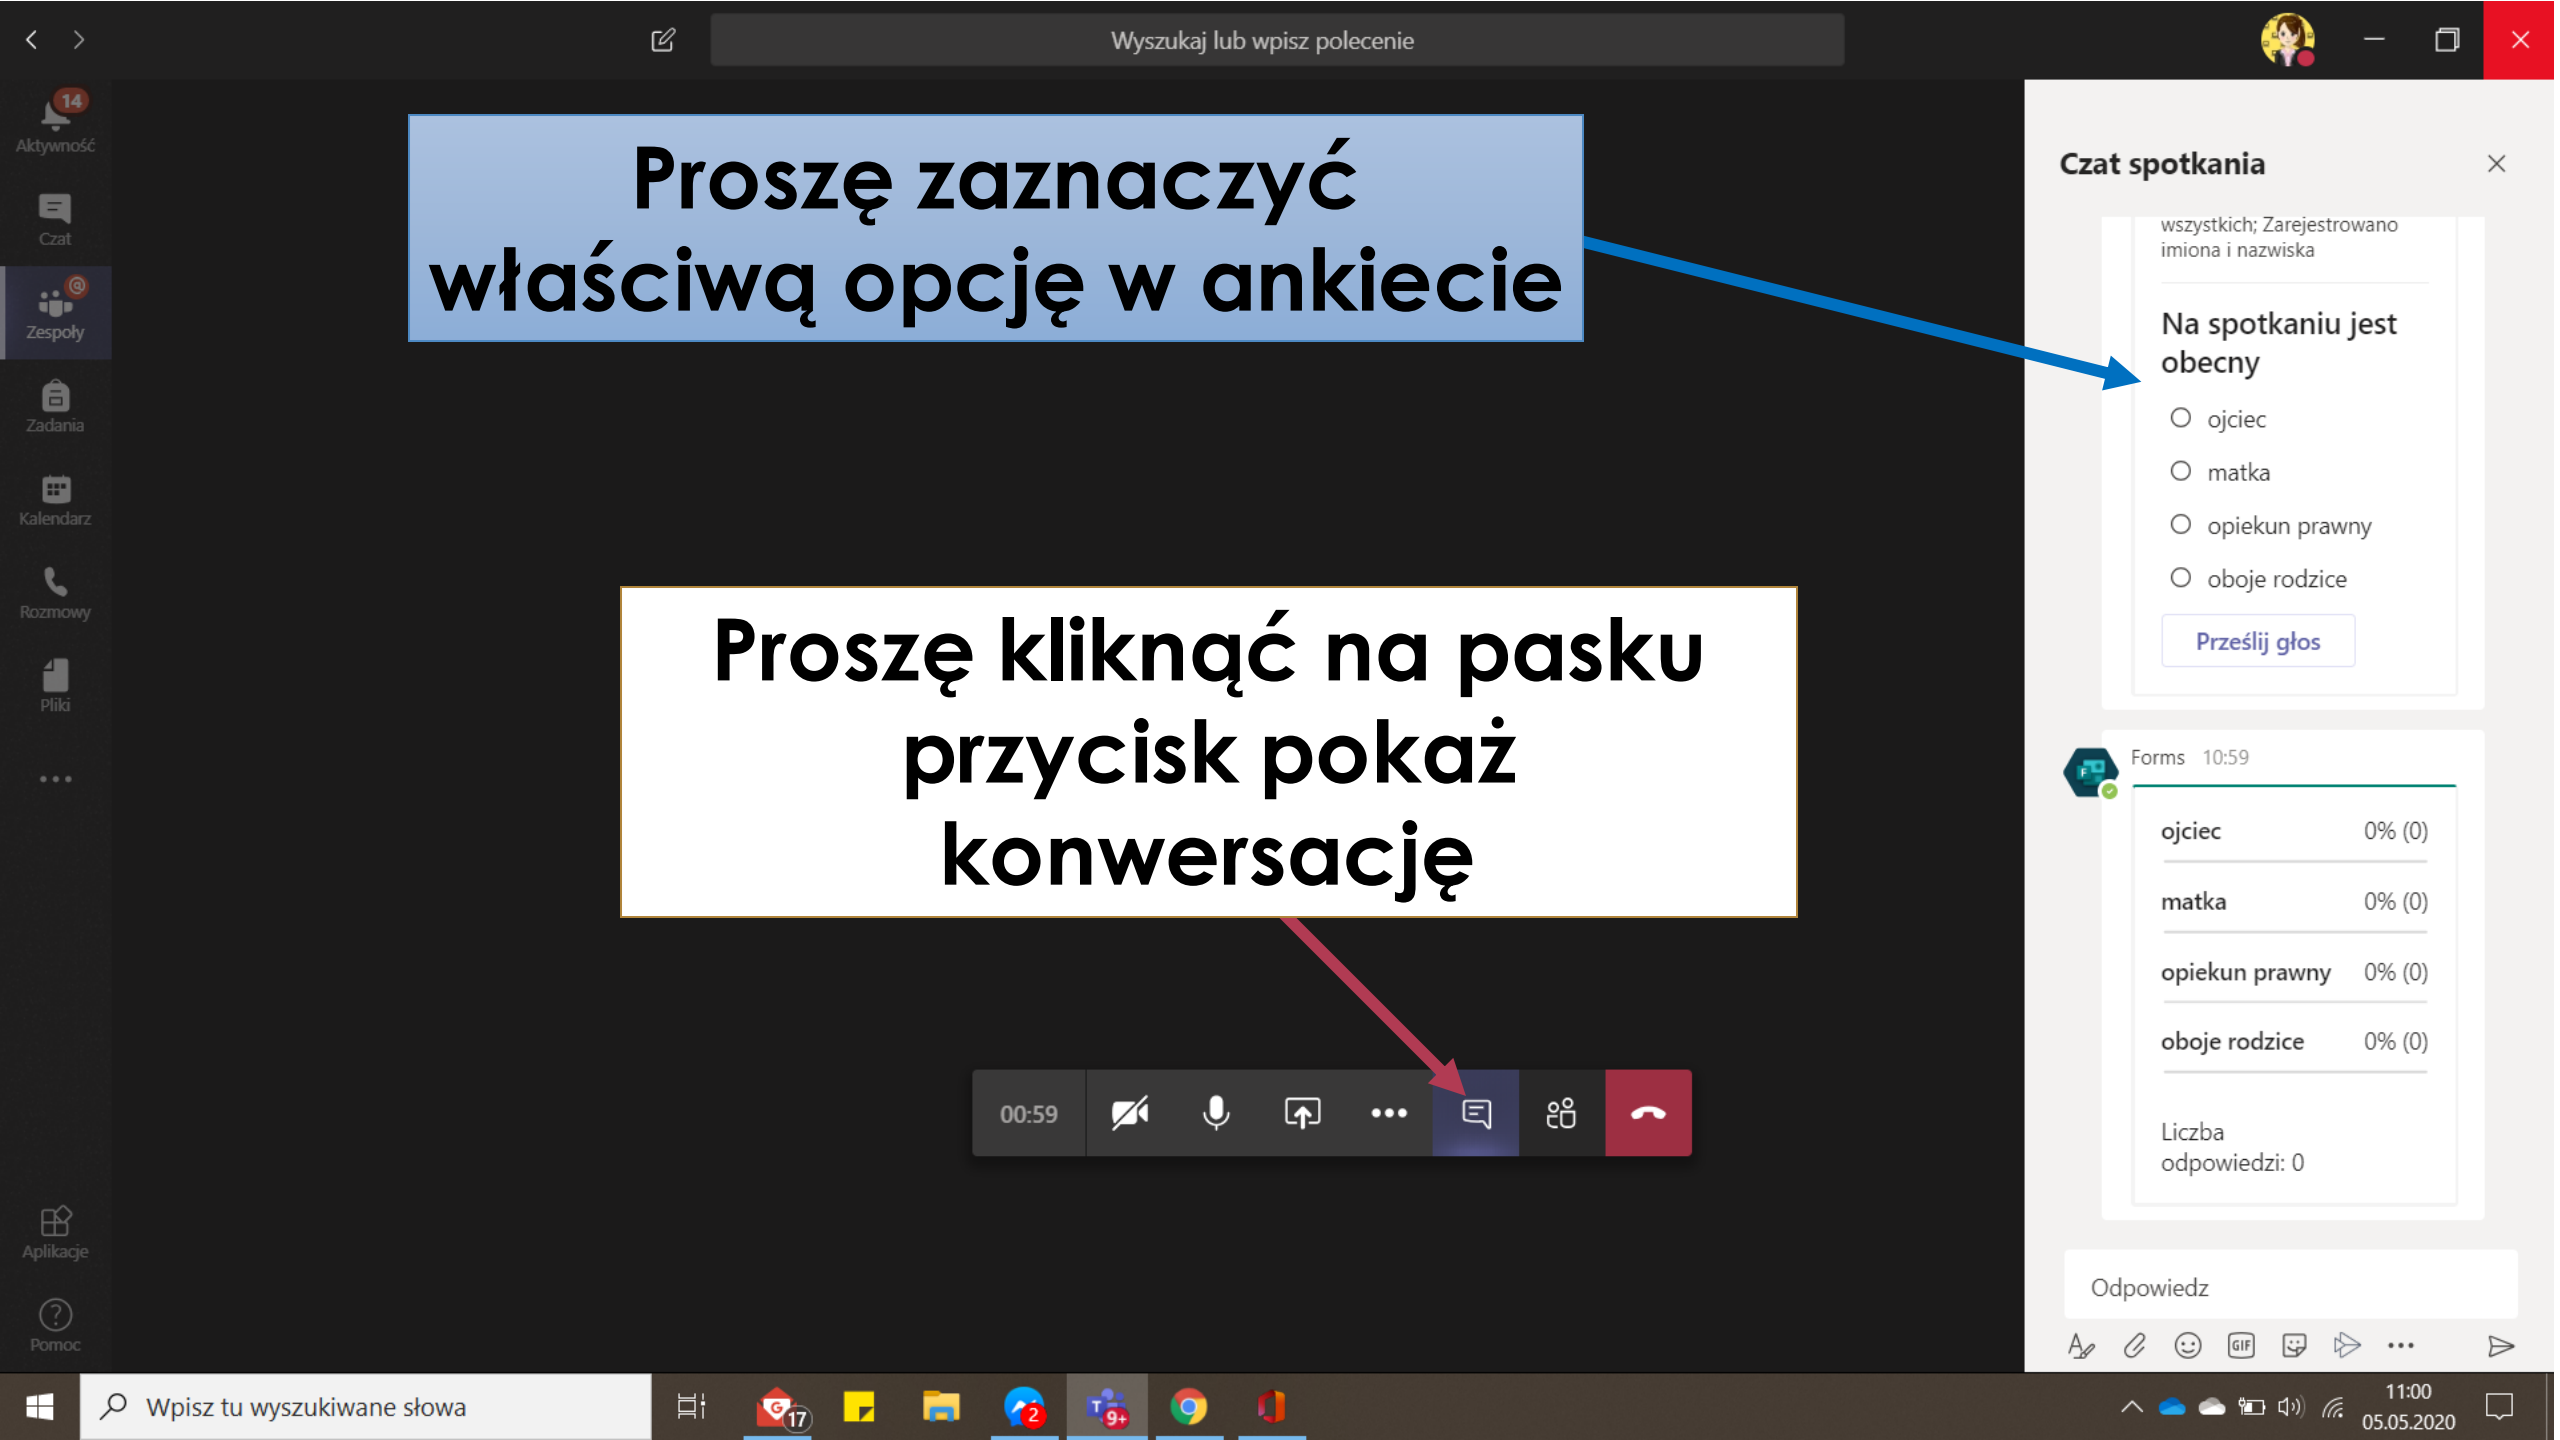 Wyszukaj lub wpisz polecenie
14
Aktywność
Czat
@
Zespoły
Zadania
Kalendarz
Rozmowy
Pliki
Aplikacje
Pomoc
Proszę zaznaczyć
właściwą opcję w ankiecie
Proszę kliknąć na pasku
przycisk pokaż
konwersację
00:59
Czat spotkania
wszystkich; Zarejestrowano
imiona i nazwiska
Na spotkaniu jest
obecny
ojciec
matka
opiekun prawny
oboje rodzice
Prześlij głos
F
Forms 10:59
ojciec 0% (0)
matka 0% (0)
opiekun prawny 0% (0)
oboje rodzice 0% (0)
Liczba
odpowiedzi: 0
Odpowiedz
GIF
Wpisz tu wyszukiwane słowa
G 17
2
T 9+
11:00
05.05.2020